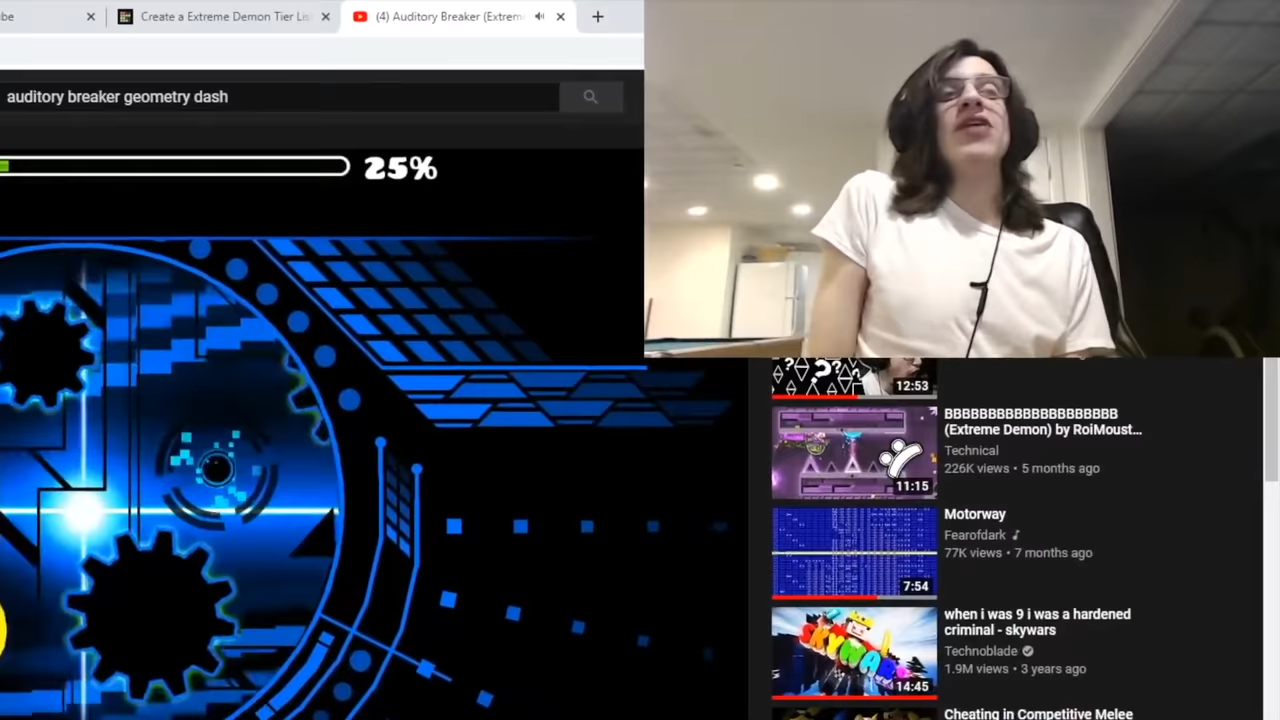 be
Create a Extreme Demon Tier Lis
(4) Auditory Breaker (Extrem
auditory breaker geometry dash
25%
12:53
BBBBBBBBBBBBBBBBBBBB
(Extreme Demon) by RoiMoust...
Technical
226K views • 5 months ago
11:15
Motorway
Fearofdark
77K views • 7 months ago
7:54
when i was 9 i was a hardened
criminal - skywars
Technoblade
1.9M views • 3 years ago
SKYWARS
14:45
Cheating in Competitive Melee